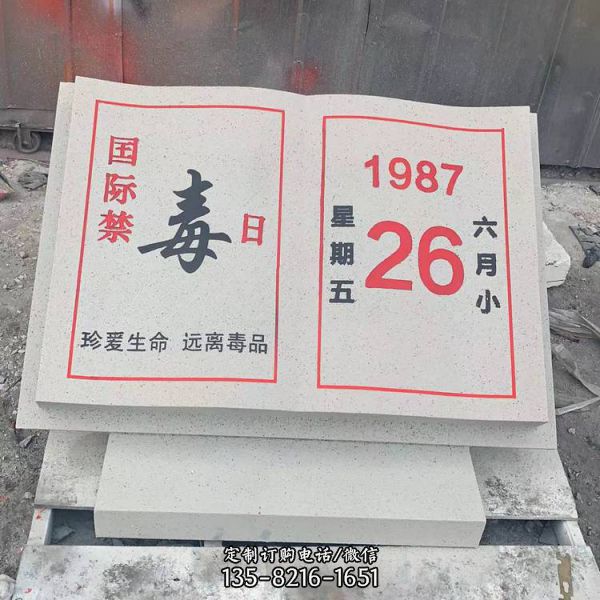 国际禁
毒
日
珍爱生命 远离毒品
1987
星期五
26
六月小
定制订购电话/微信
135-8216-1651